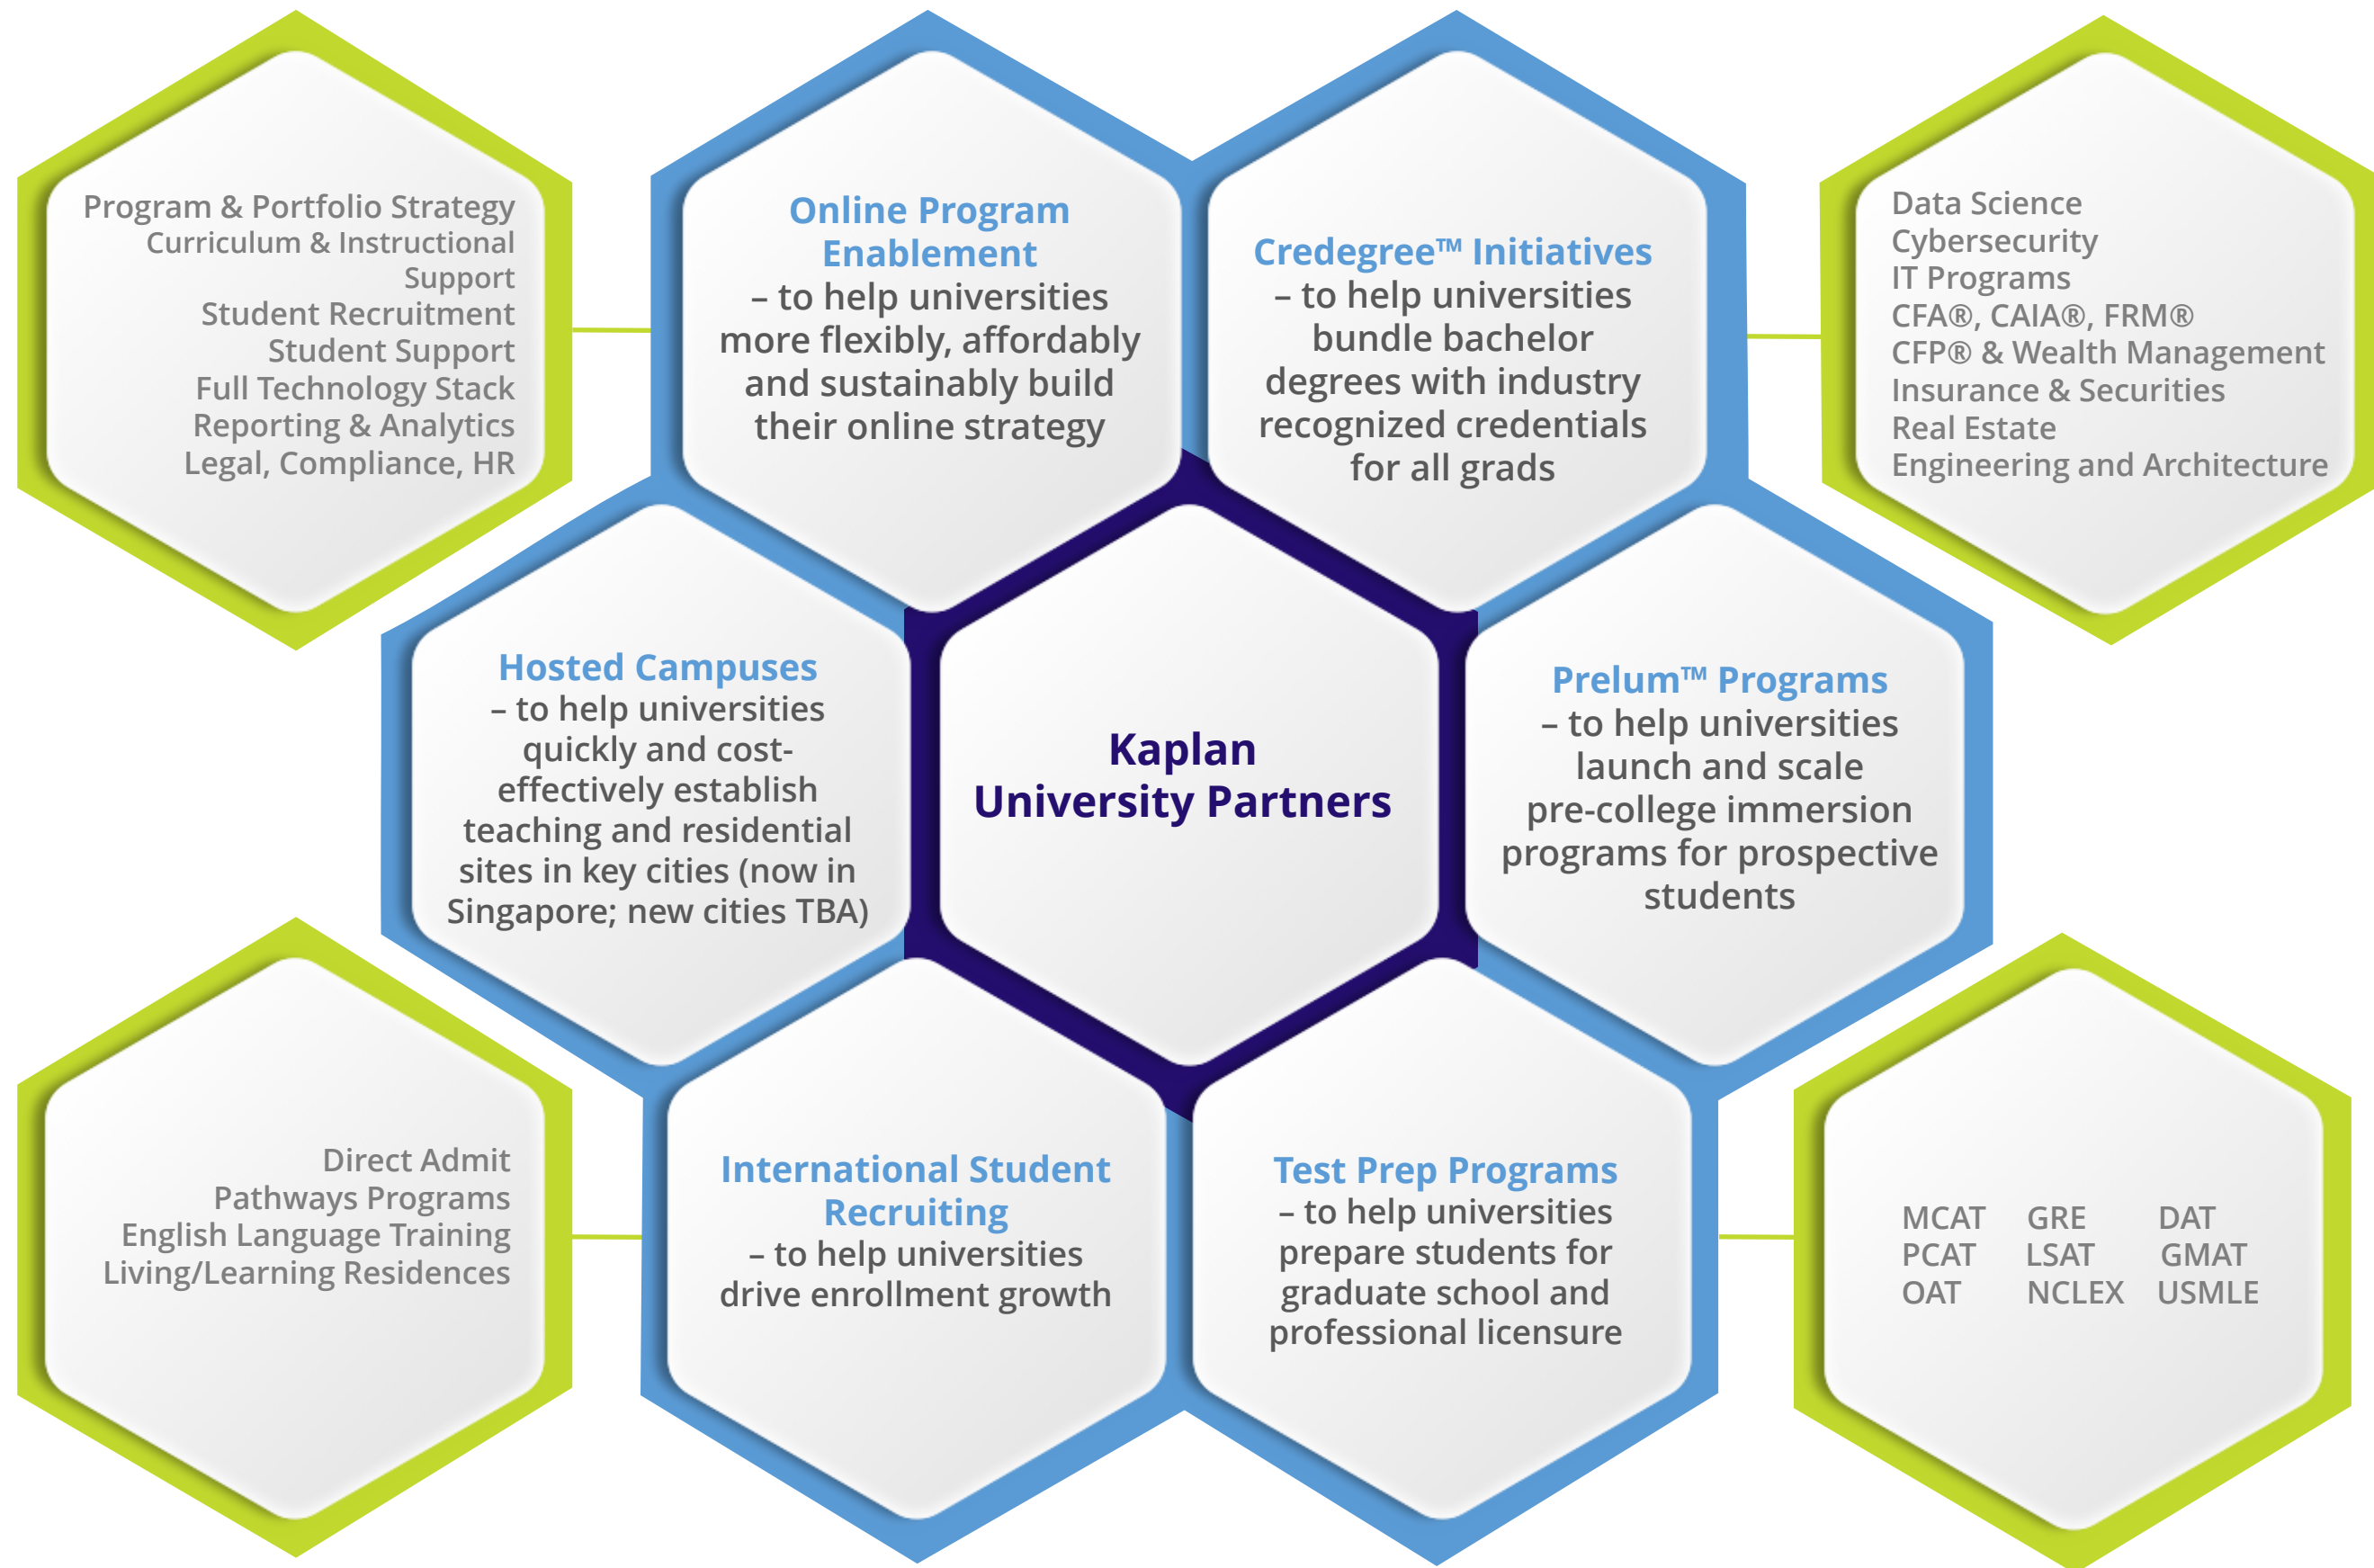 Program & Portfolio Strategy
Curriculum & Instructional
Support
Student Recruitment
Student Support
Full Technology Stack
Reporting & Analytics
Legal, Compliance, HR
Online Program
Enablement
– to help universities
more flexibly, affordably
and sustainably build
their online strategy
Credegree™ Initiatives
– to help universities
bundle bachelor
degrees with industry
recognized credentials
for all grads
Data Science
Cybersecurity
IT Programs
CFA®, CAIA®, FRM®
CFP® & Wealth Management
Insurance & Securities
Real Estate
Engineering and Architecture
Hosted Campuses
– to help universities
quickly and cost-
effectively establish
teaching and residential
sites in key cities (now in
Singapore; new cities TBA)
Kaplan
University Partners
Prelum™ Programs
– to help universities
launch and scale
pre-college immersion
programs for prospective
students
Direct Admit
Pathways Programs
English Language Training
Living/Learning Residences
International Student
Recruiting
– to help universities
drive enrollment growth
Test Prep Programs
– to help universities
prepare students for
graduate school and
professional licensure
MCAT GRE DAT
PCAT LSAT GMAT
OAT NCLEX USMLE